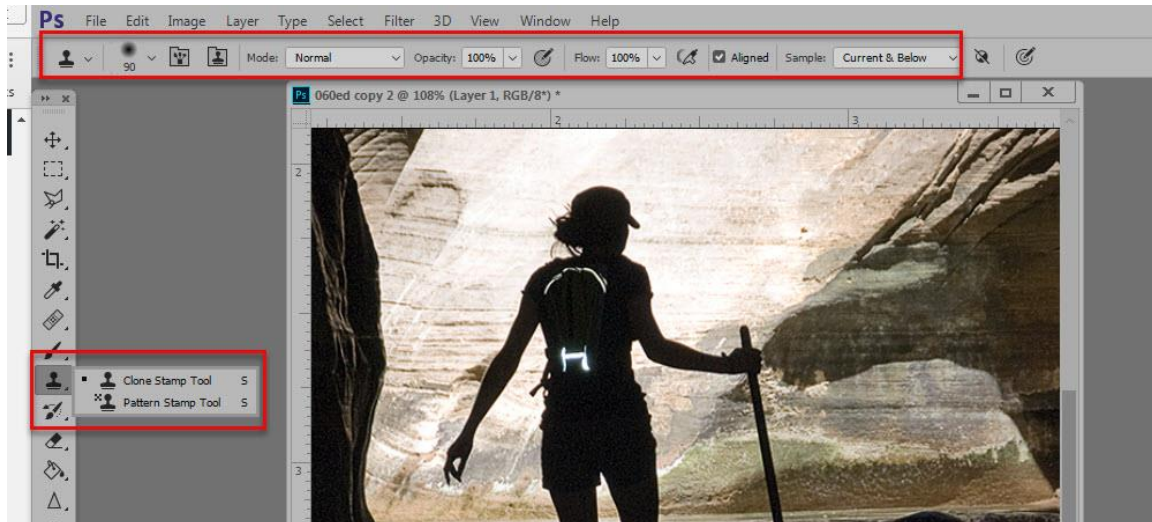 Ps File Edit Image Layer Type Select Filter 3D View Window Help
90 Mode: Normal Opacity: 100% Flow: 100% Aligned Sample: Current & Below
Ps 060ed copy 2 @ 108% (Layer 1, RGB/8*) *
2 3
2
Clone Stamp Tool S
Pattern Stamp Tool S
3